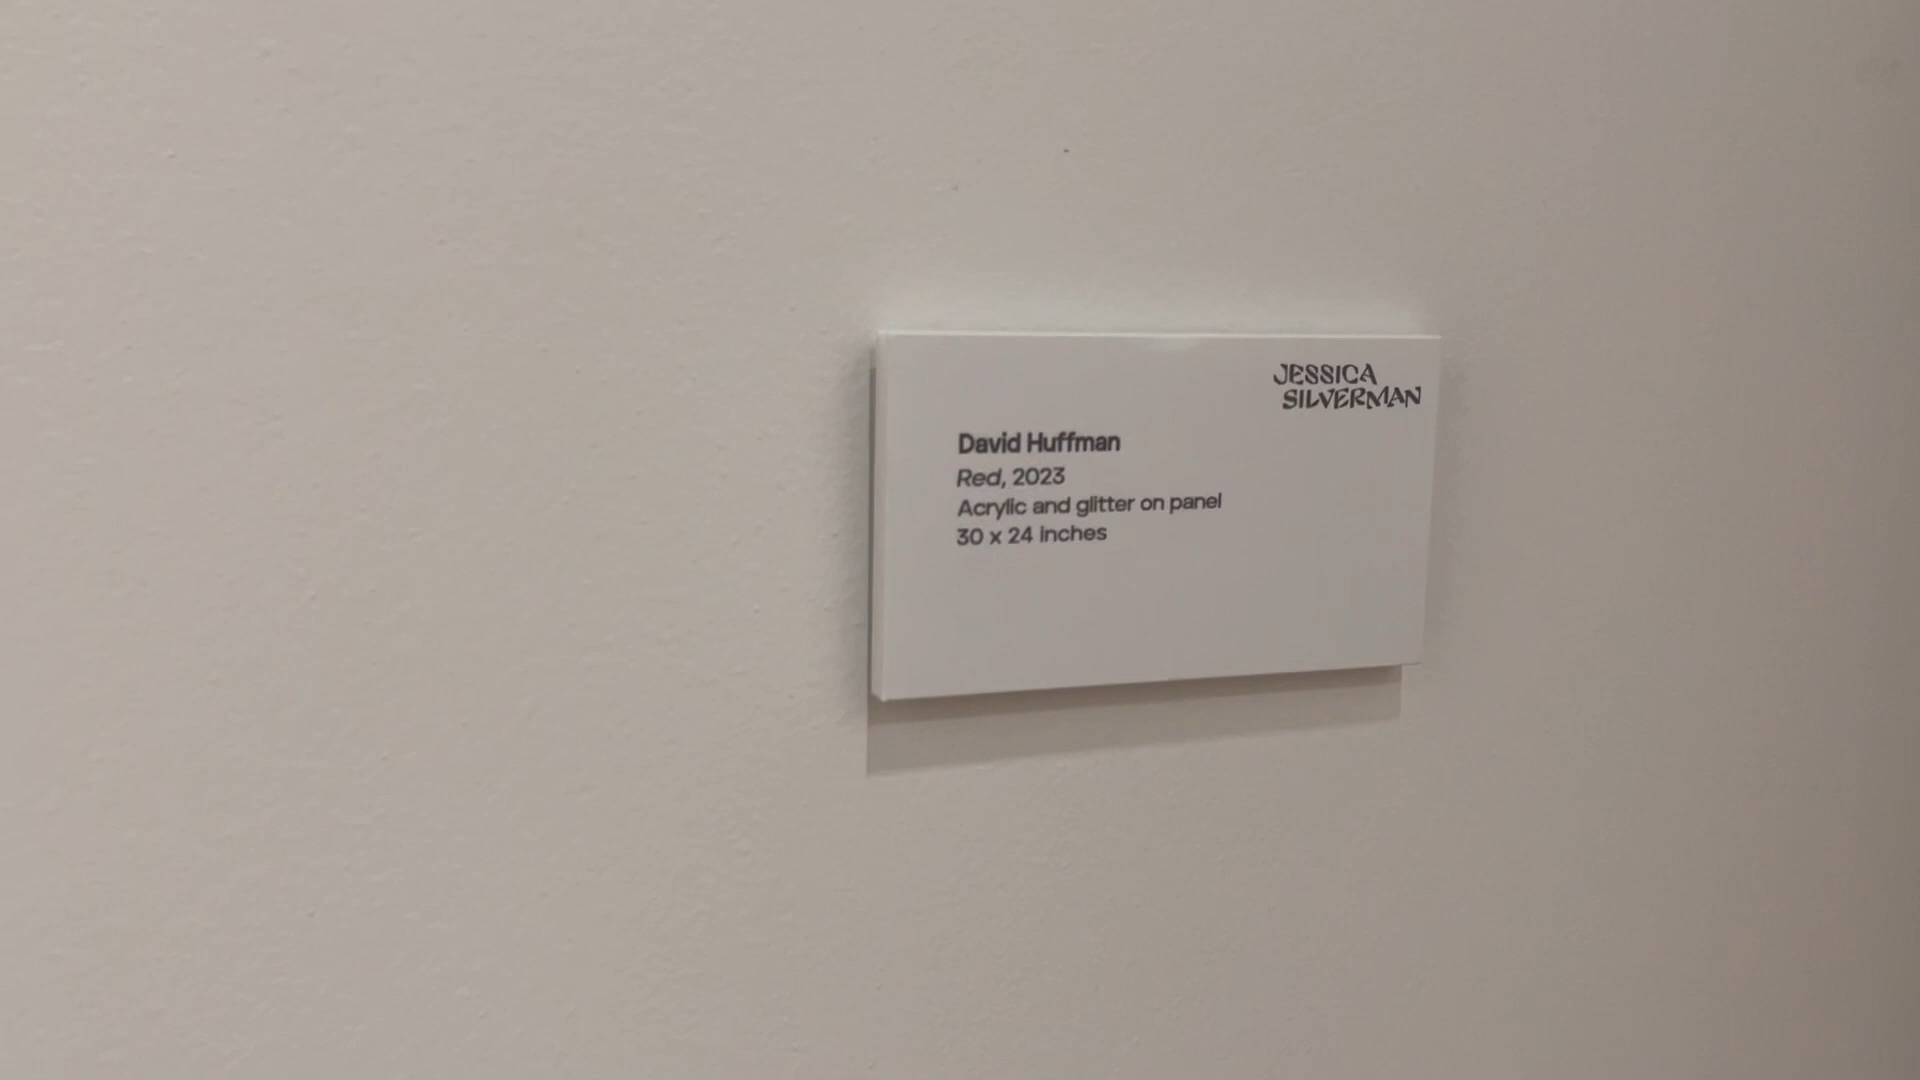 JESSICA
SILVERMAN
David Huffman
Red, 2023
Acrylic and glitter on panel
30 x 24 inches